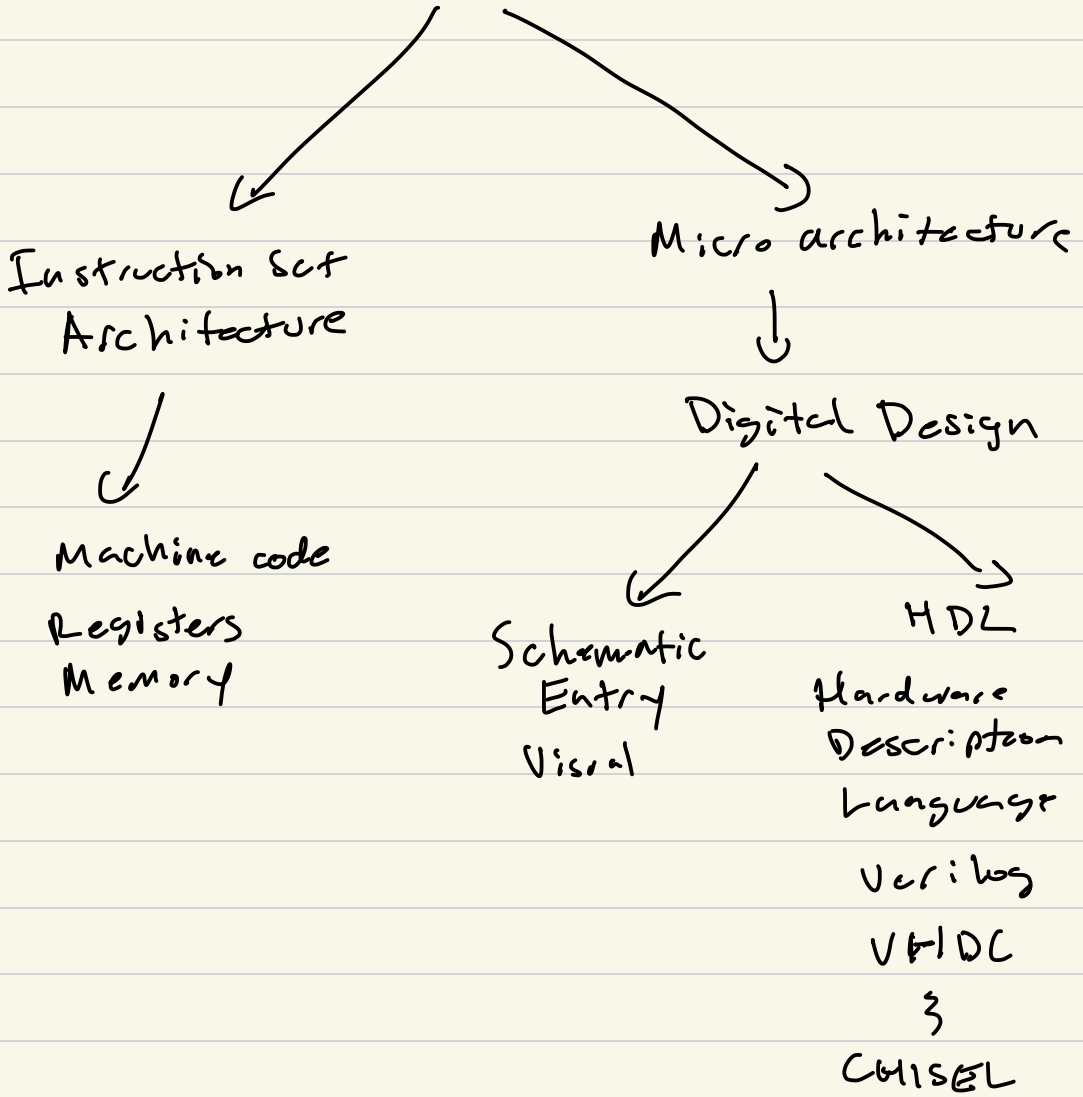 Instruction Set
Architecture
Machine code
Registers
Memory
Micro architecture
Digital Design
Schematic
Entry
Visual
HDL
Hardware
Description
Language
Verilog
VHDL
}
CHISEL